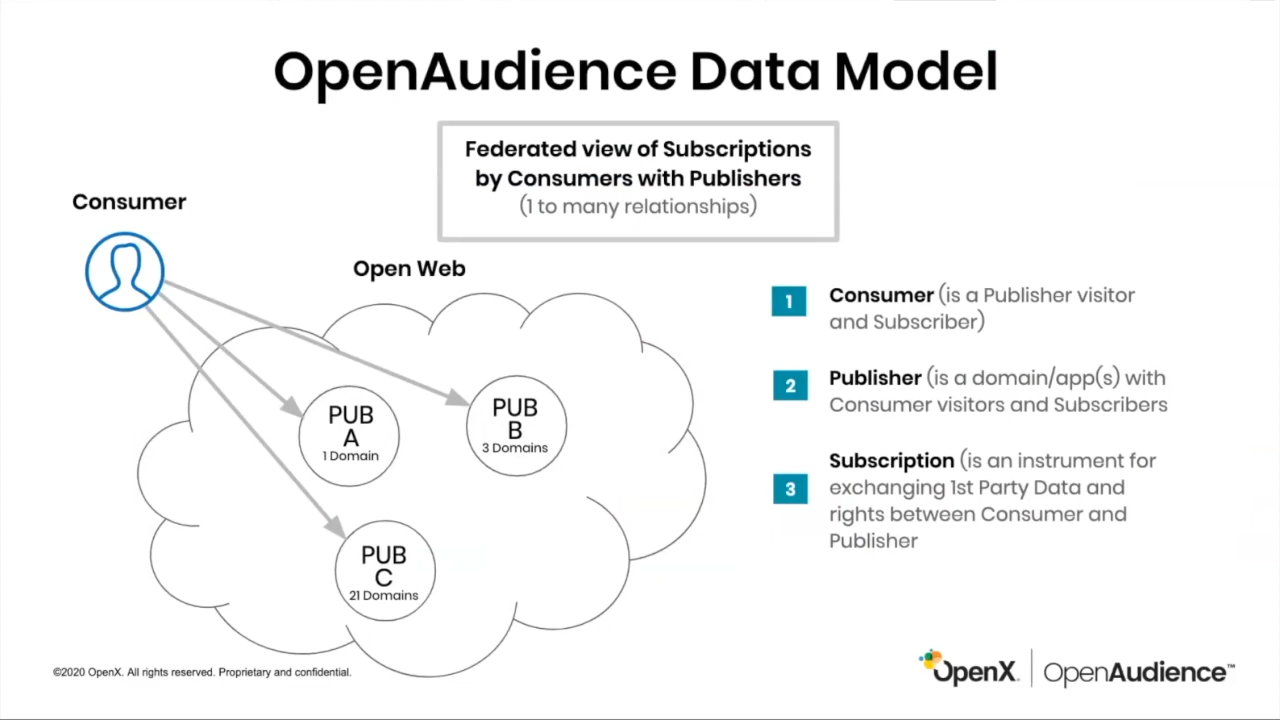 OpenAudience Data Model
Federated view of Subscriptions
by Consumers with Publishers
(1 to many relationships)
Consumer
Open Web
PUB
A
1 Domain
PUB
B
3 Domains
PUB
C
21 Domains
1
Consumer (is a Publisher visitor
and Subscriber)
2
Publisher (is a domain/app(s) with
Consumer visitors and Subscribers
3
Subscription (is an instrument for
exchanging 1st Party Data and
rights between Consumer and
Publisher
©2020 OpenX. All rights reserved. Proprietary and confidential.
OpenX.
OpenAudience™